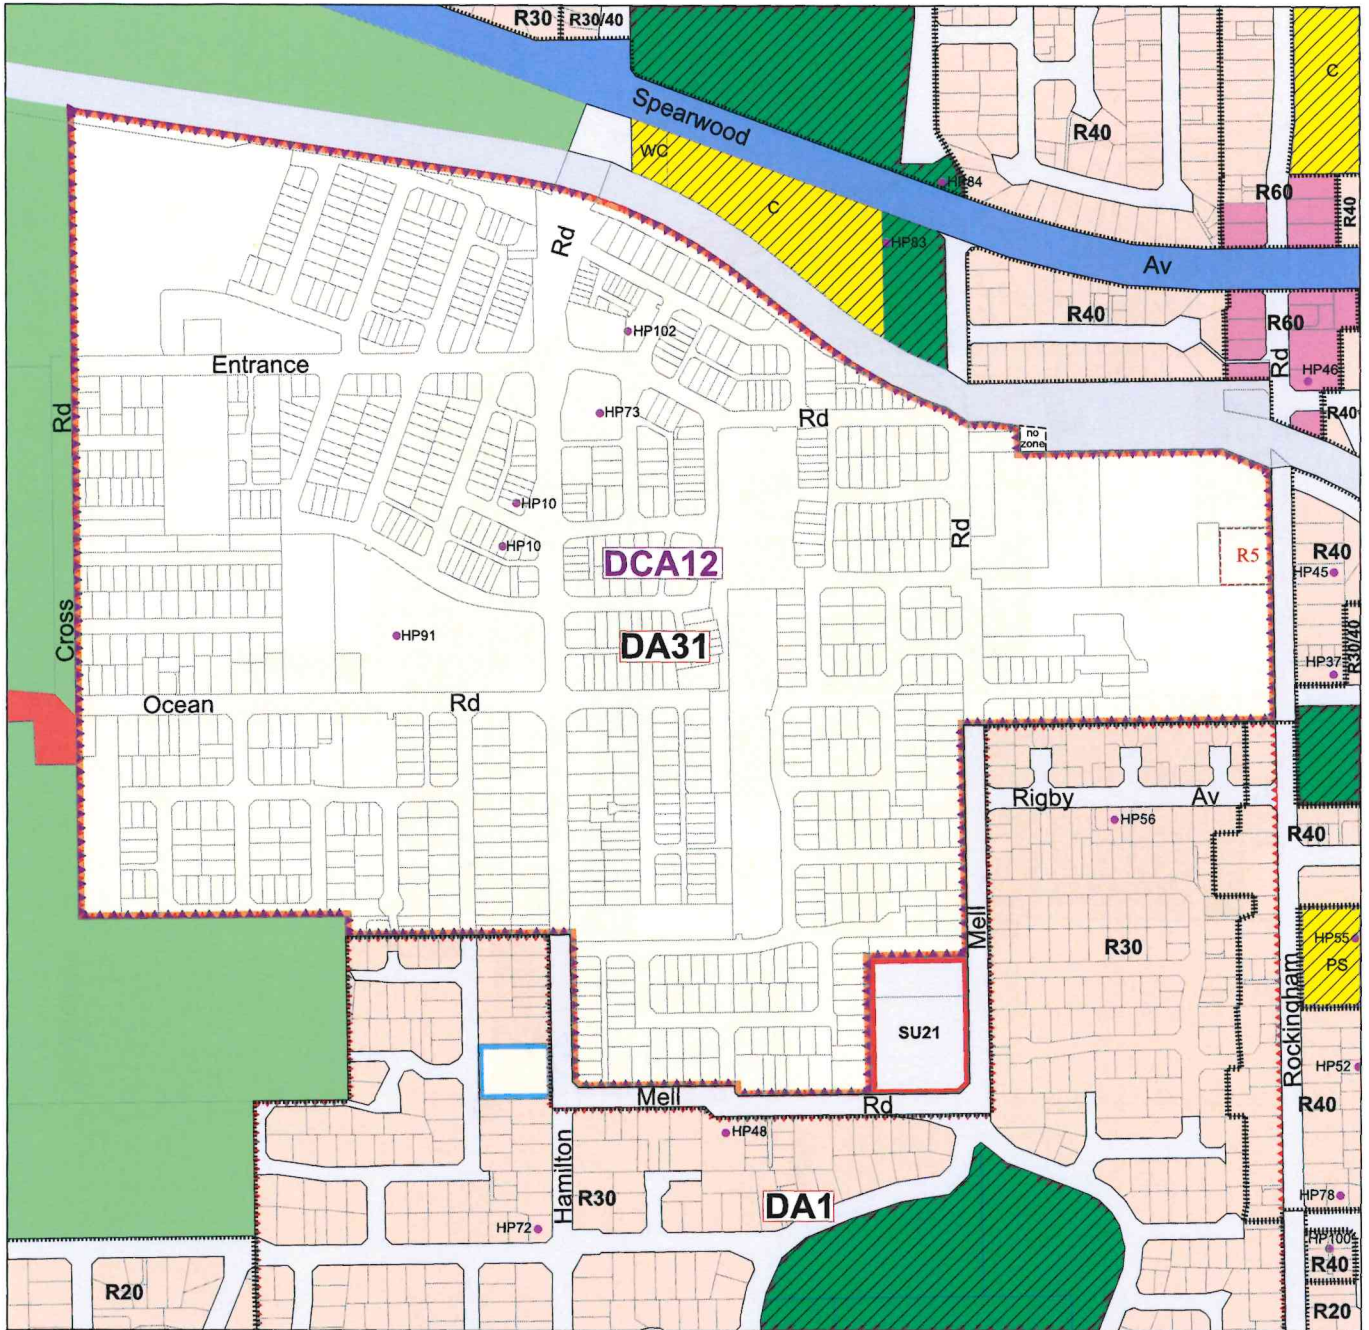 R30
R30/40
Spearwood
C
R40
WC
HP84
R60
R40
C
HP83
Rd
Av
R40
R60
HP102
Rd
Entrance
HP46
HP73
Rd
Rd
R40
no
zone
HP10
Rd
HP10
R5
R40
DCA12
HP45
Cross
HP91
DA31
R30/40
HP37
Ocean
Rd
Rigby
Av
HP56
R40
Mell
R30
HP55
PS
Rockingham
SU21
HP52
Mell
Rd
R40
HP48
Hamilton
R30
DA1
HP78
HP72
HP100
R40
R20
R20